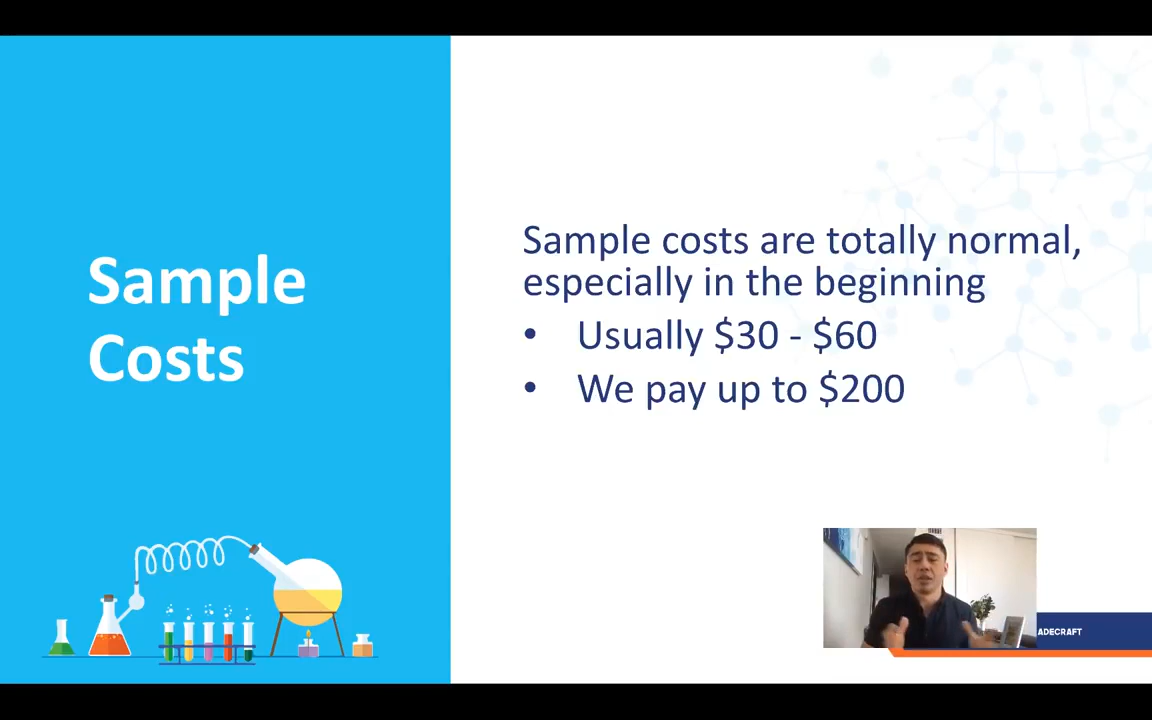 Sample
Costs
Sample costs are totally normal,
especially in the beginning
• Usually $30 - $60
• We pay up to $200
ADECRAFT